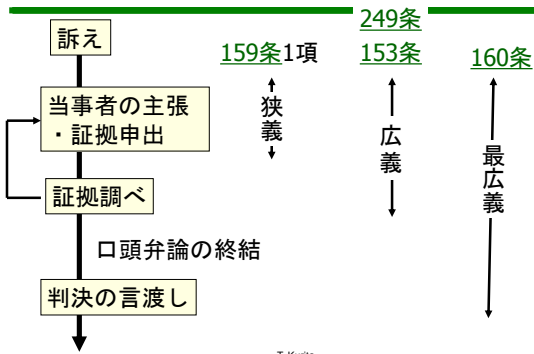 249条
訴え
159条1項
153条
160条
当事者の主張
・証拠申出
狭義
広義
最広義
証拠調べ
口頭弁論の終結
判決の言渡し